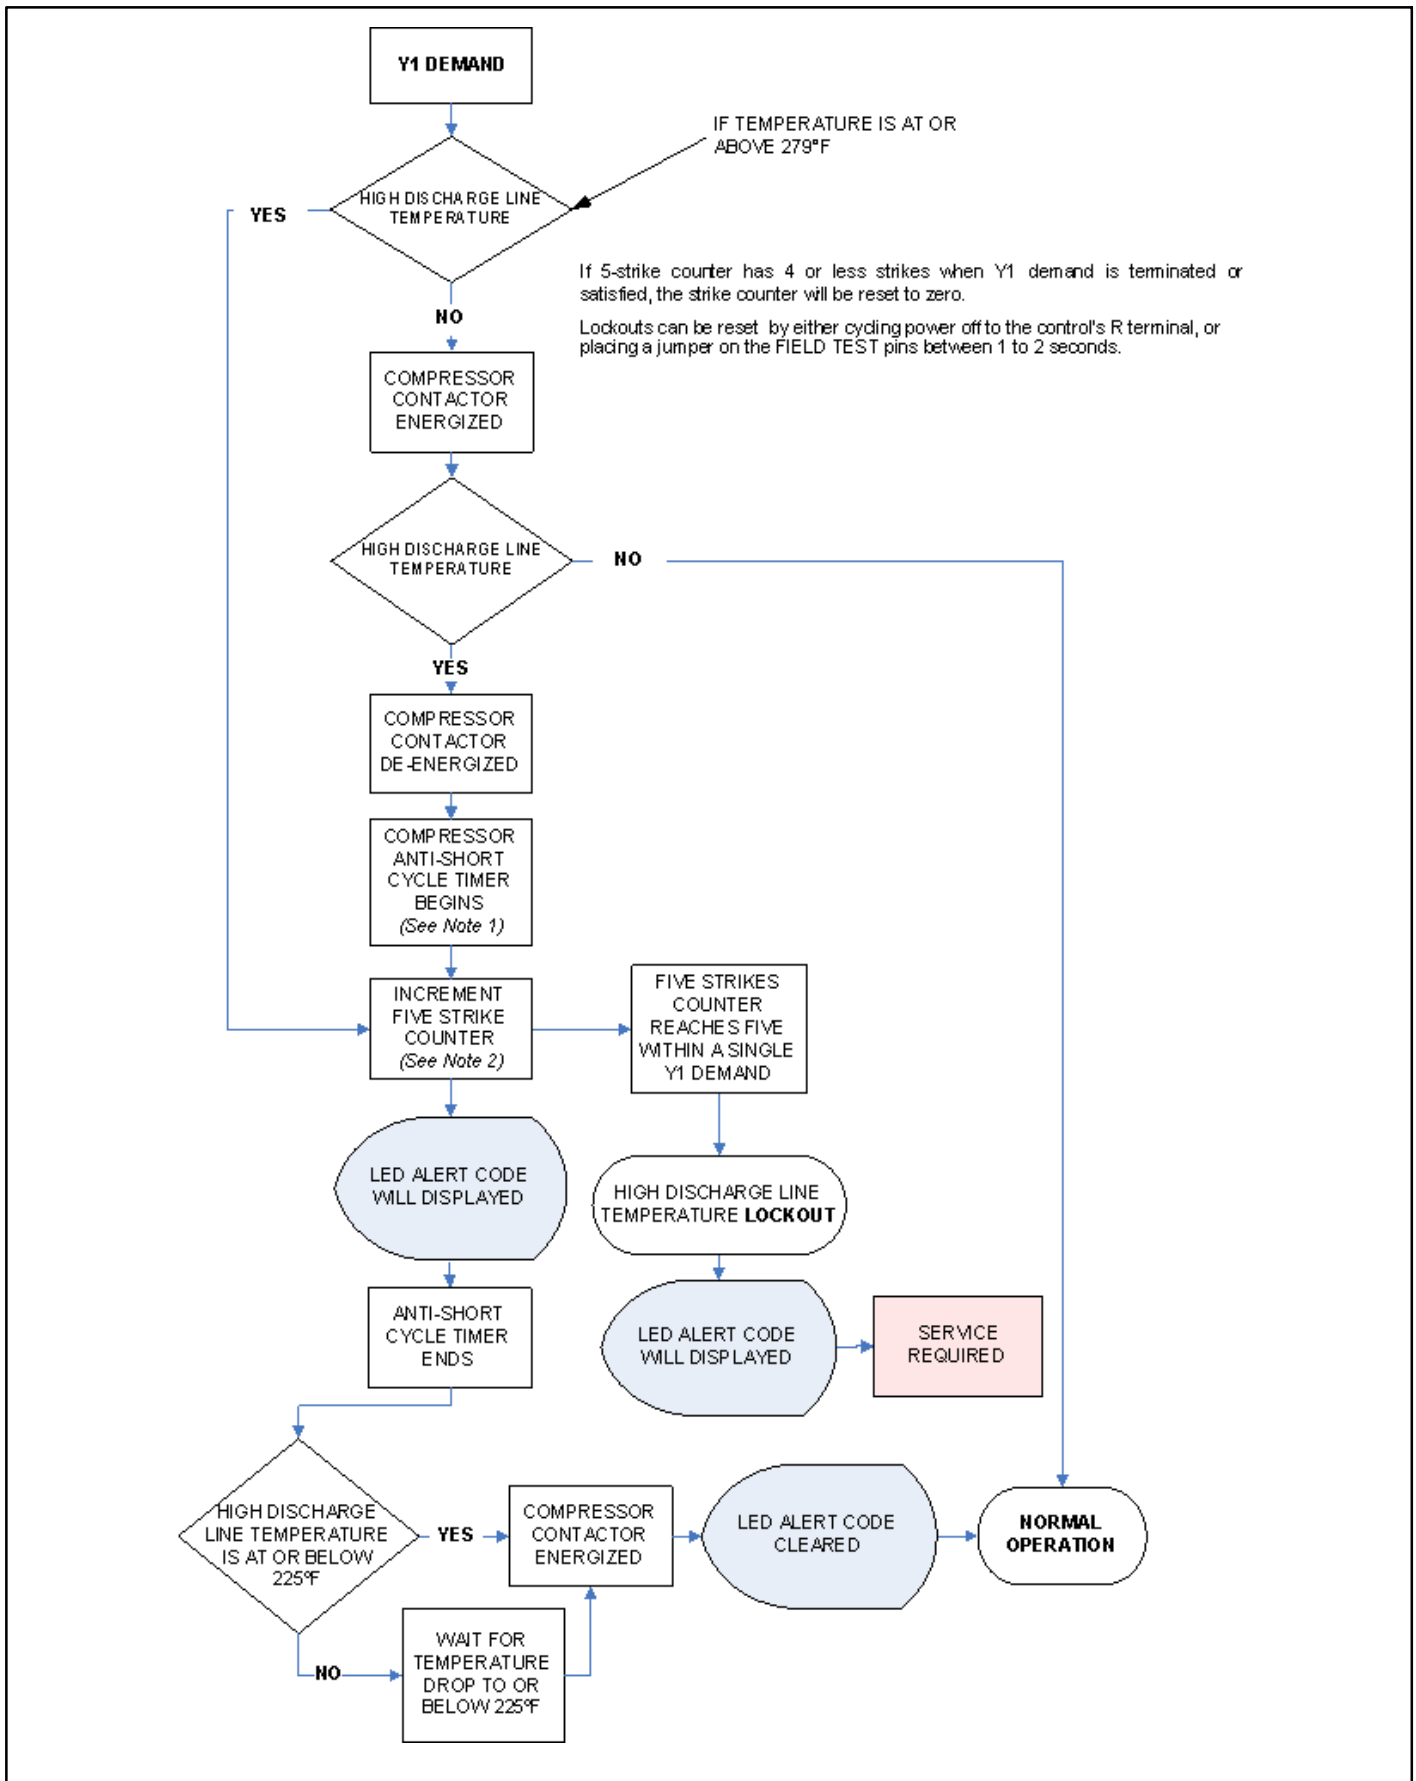 Y1 DEMAND
IF TEMPERATURE IS AT OR
ABOVE 279°F
HIGH DISCHARGE LINE
TEMPERATURE
YES
If 5-strike counter has 4 or less strikes when Y1 demand is terminated or
satisfied, the strike counter will be reset to zero.
Lockouts can be reset by either cycling power off to the control's R terminal, or
placing a jumper on the FIELD TEST pins between 1 to 2 seconds.
NO
COMPRESSOR
CONTACTOR
ENERGIZED
HIGH DISCHARGE LINE
TEMPERATURE
NO
YES
COMPRESSOR
CONTACTOR
DE-ENERGIZED
COMPRESSOR
ANTI-SHORT
CYCLE TIMER
BEGINS
(See Note 1)
INCREMENT
FIVE STRIKE
COUNTER
(See Note 2)
FIVE STRIKES
COUNTER
REACHES FIVE
WITHIN A SINGLE
Y1 DEMAND
LED ALERT CODE
WILL DISPLAYED
HIGH DISCHARGE LINE
TEMPERATURE LOCKOUT
ANTI-SHORT
CYCLE TIMER
ENDS
LED ALERT CODE
WILL DISPLAYED
SERVICE
REQUIRED
HIGH DISCHARGE
LINE TEMPERATURE
IS AT OR BELOW
225°F
YES
COMPRESSOR
CONTACTOR
ENERGIZED
LED ALERT CODE
CLEARED
NORMAL
OPERATION
NO
WAIT FOR
TEMPERATURE
DROP TO OR
BELOW 225°F